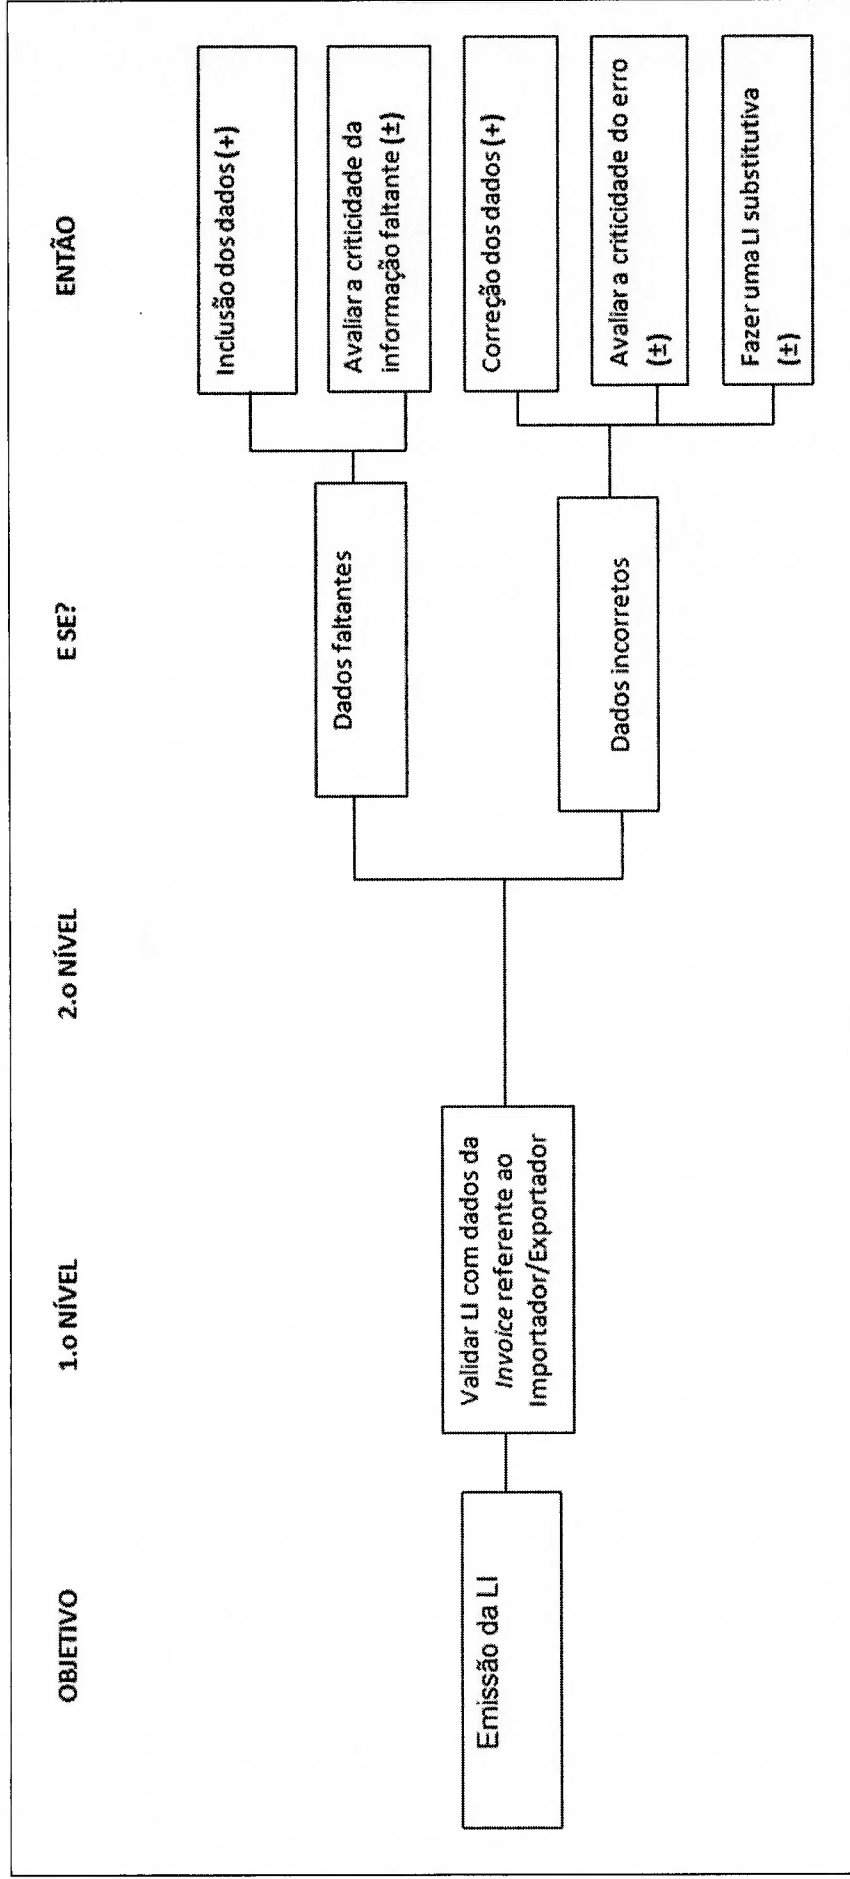 OBJETIVO
1.o NÍVEL
2.o NÍVEL
E SE?
ENTÃO
Emissão da LI
Validar LI com dados da
Invoice referente ao
Importador/Exportador
Dados faltantes
Dados incorretos
Inclusão dos dados (+)
Avaliar a criticidade da
informação faltante (±)
Correção dos dados (+)
Avaliar a criticidade do erro
(±)
Fazer uma LI substitutiva
(±)